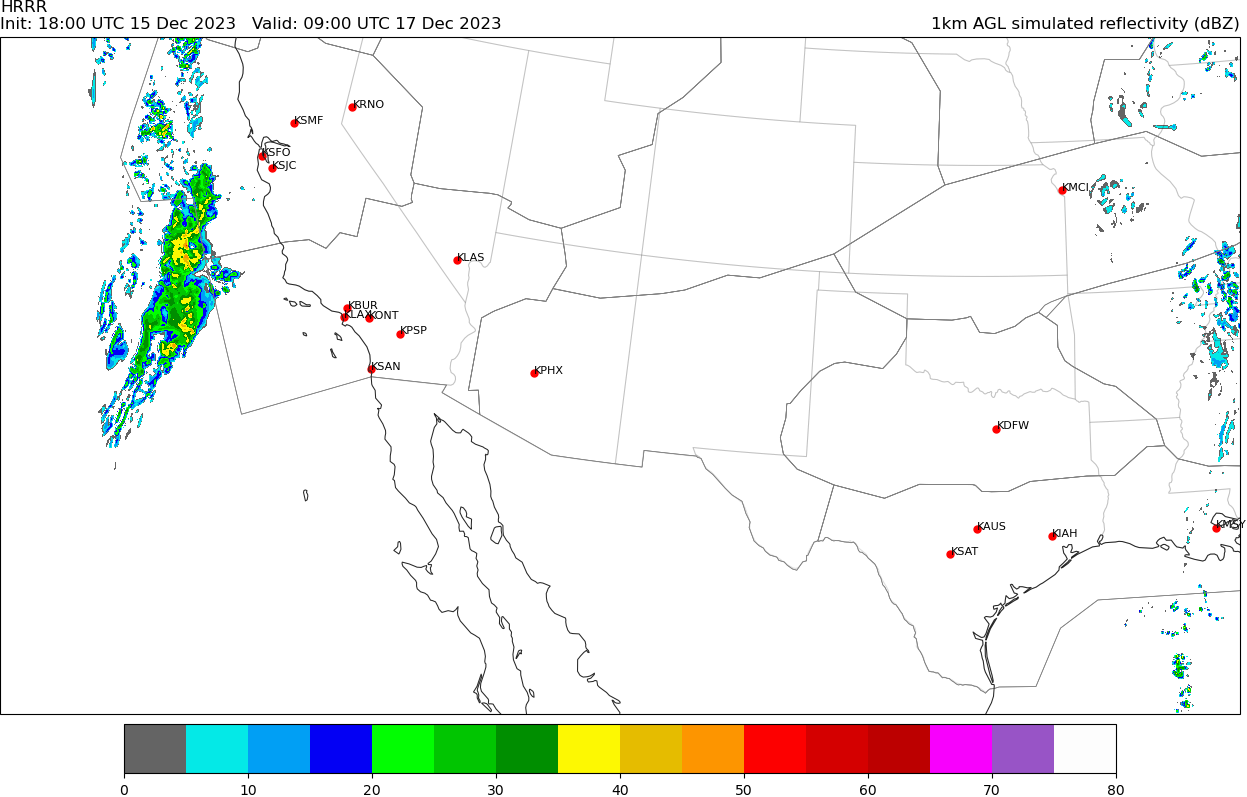 HRRR
Init: 18:00 UTC 15 Dec 2023   Valid: 09:00 UTC 17 Dec 2023
1km AGL simulated reflectivity (dBZ)
KRNO
KSMF
KSFO
KSJC
KMCI
KLAS
KBUR
KLAX
KONT
KPSP
KSAN
KPHX
KDFW
KAUS
KMSY
KIAH
KSAT
0 10 20 30 40 50 60 70 80